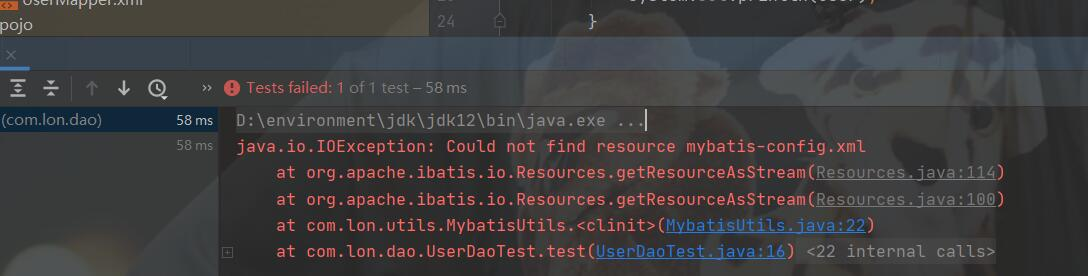 UserMapper.xml
pojo
24 }
Tests failed: 1 of 1 test – 58 ms
(com.lon.dao) 58 ms
58 ms
D:\environment\jdk\jdk12\bin\java.exe ...
java.io.IOException: Could not find resource mybatis-config.xml
at org.apache.ibatis.io.Resources.getResourceAsStream(Resources.java:114)
at org.apache.ibatis.io.Resources.getResourceAsStream(Resources.java:100)
at com.lon.utils.MybatisUtils.<clinit>(MybatisUtils.java:22)
at com.lon.dao.UserDaoTest.test(UserDaoTest.java:16) <22 internal calls>